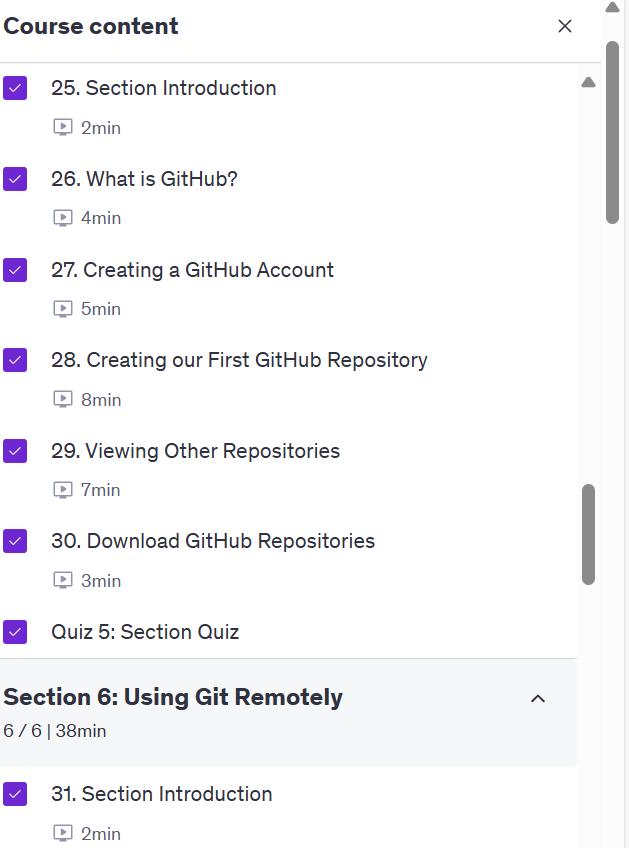 Course content
25. Section Introduction
2min
26. What is GitHub?
4min
27. Creating a GitHub Account
5min
28. Creating our First GitHub Repository
8min
29. Viewing Other Repositories
7min
30. Download GitHub Repositories
3min
Quiz 5: Section Quiz
Section 6: Using Git Remotely
6 / 6 | 38min
31. Section Introduction
2min